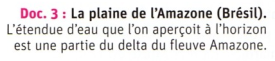 Doc. 3 : La plaine de l'Amazone (Brésil).
L'étendue d'eau que l'on aperçoit à l'horizon
est une partie du delta du fleuve Amazone.